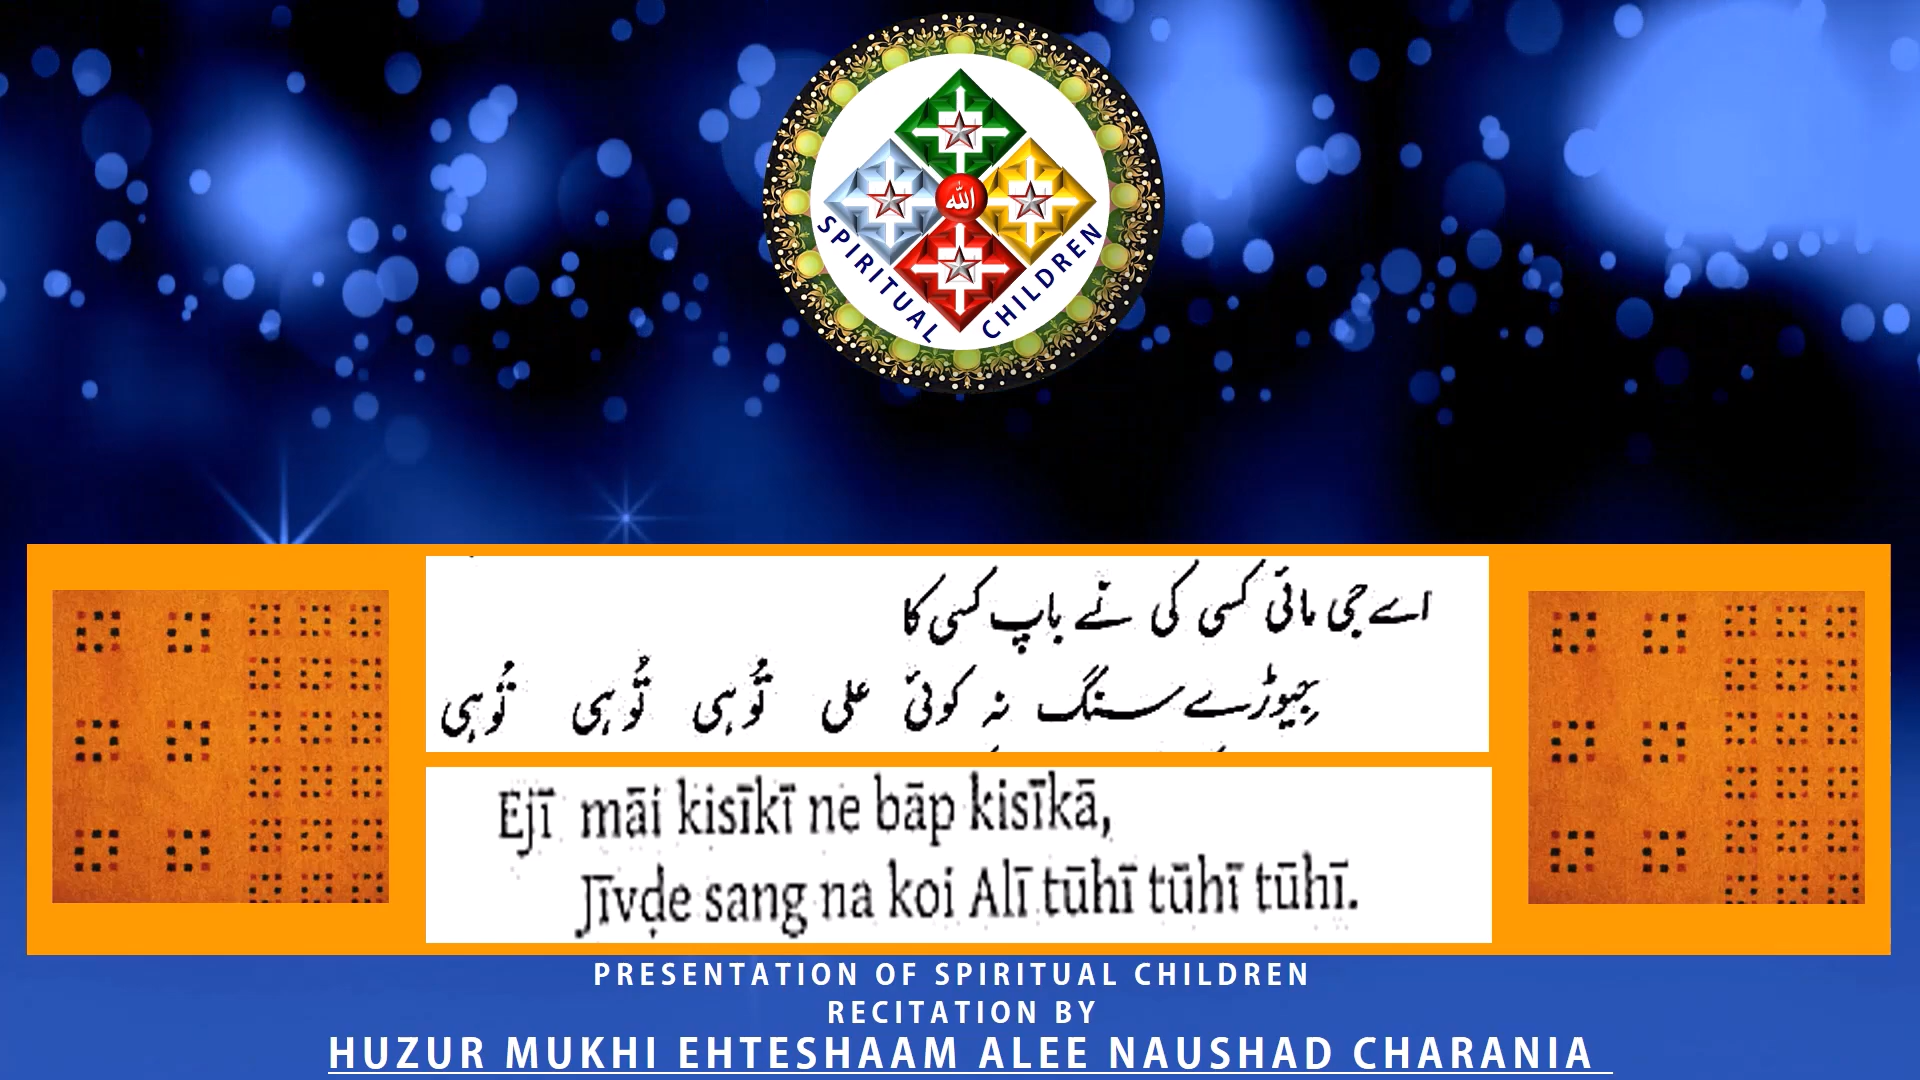 الله
SPIRITUAL CHILDREN
اے جی مائی کسی کی نے باپ کسی کا
جیوڑے سنگ نہ کوئی علی تُوہی تُوہی تُوہی
Ejī māi kisīkī ne bāp kisīkā,
Jīvḍe sang na koi Alī tūhī tūhī tūhī.
PRESENTATION OF SPIRITUAL CHILDREN
RECITATION BY
HUZUR MUKHI EHTESHAAM ALEE NAUSHAD CHARANIA